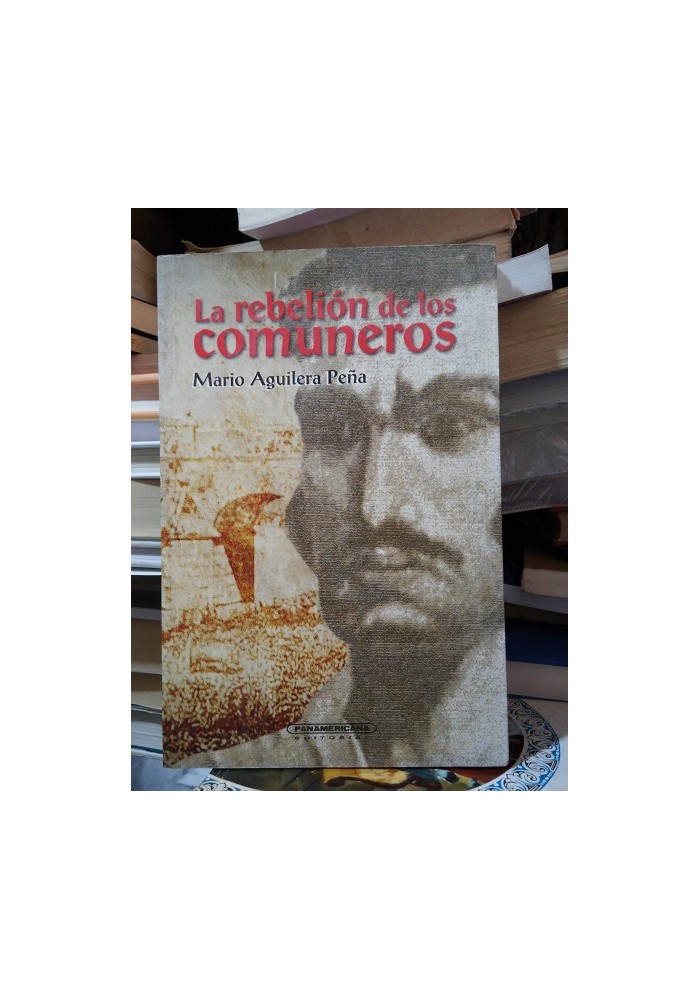 La rebelión de los
comuneros
Mario Aguilera Peña
PANAMERICANA
EDITORIAL